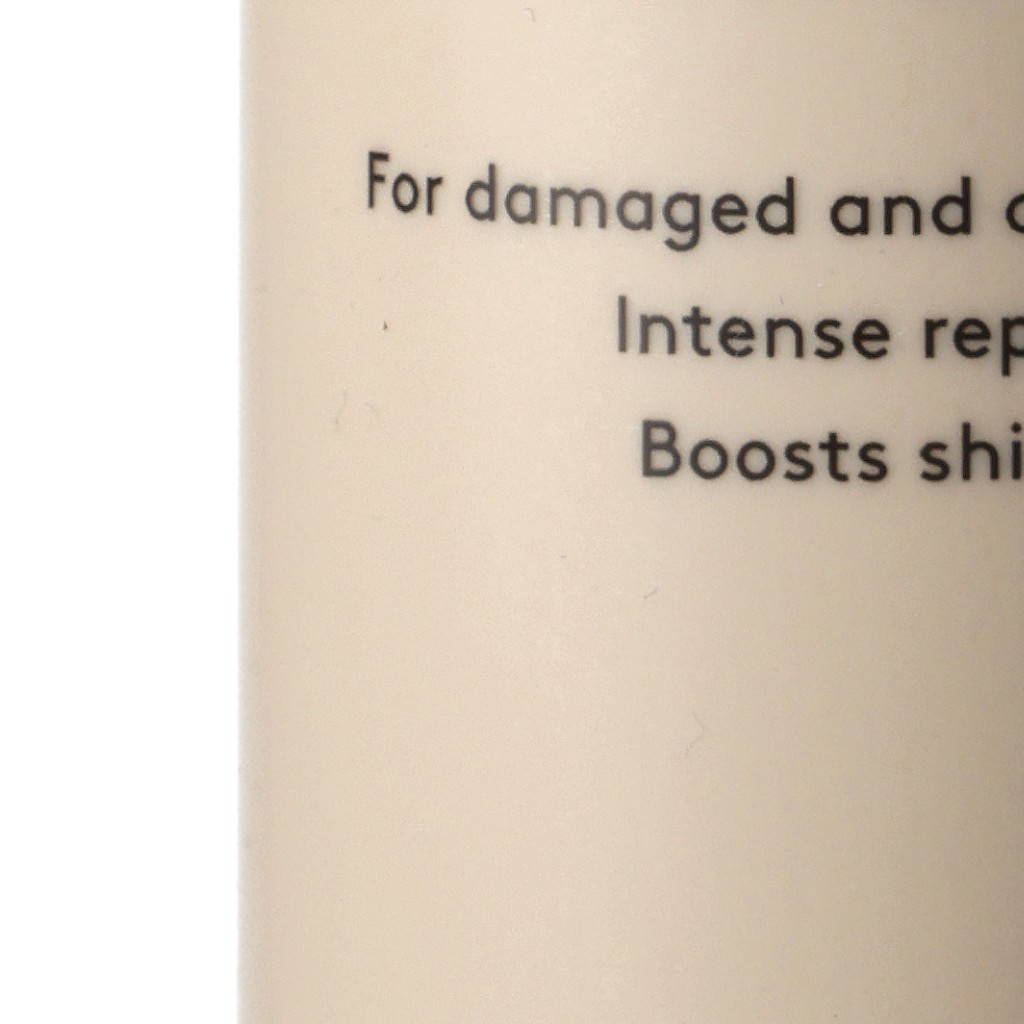 For damaged and
Intense rep
Boosts shi